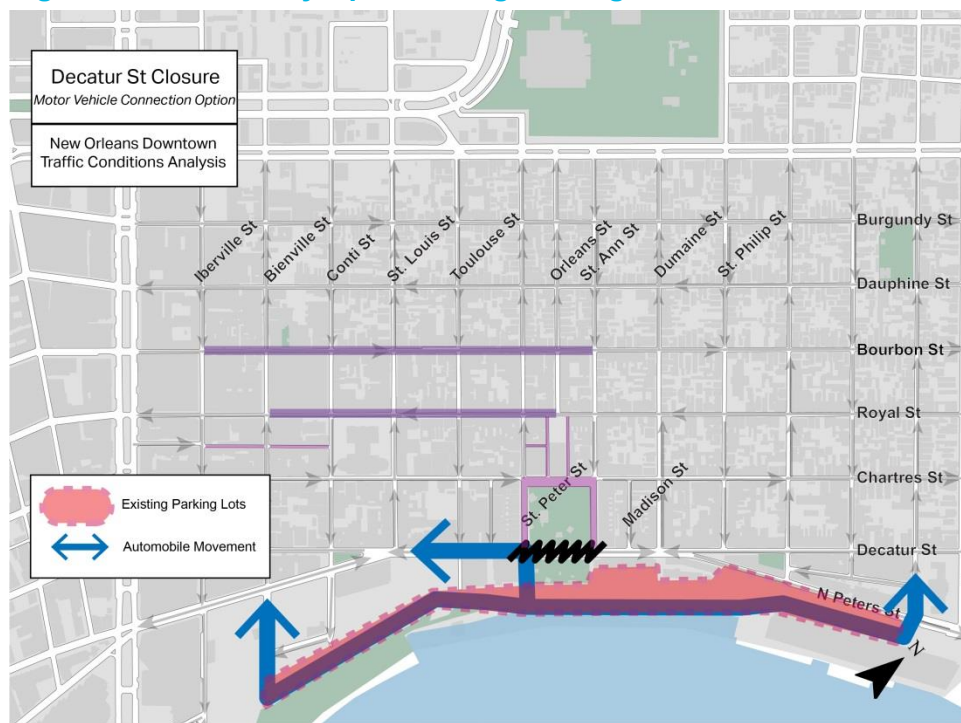 Decatur St Closure
Motor Vehicle Connection Option
New Orleans Downtown
Traffic Conditions Analysis
Burgundy St
Iberville St
Bienville St
Conti St
St. Louis St
Toulouse St
Orleans St
St. Ann St
Dumaine St
St. Philip St
Dauphine St
Bourbon St
Royal St
Chartres St
St. Peter St
Madison St
Existing Parking Lots
Automobile Movement
Decatur St
N Peters St
N